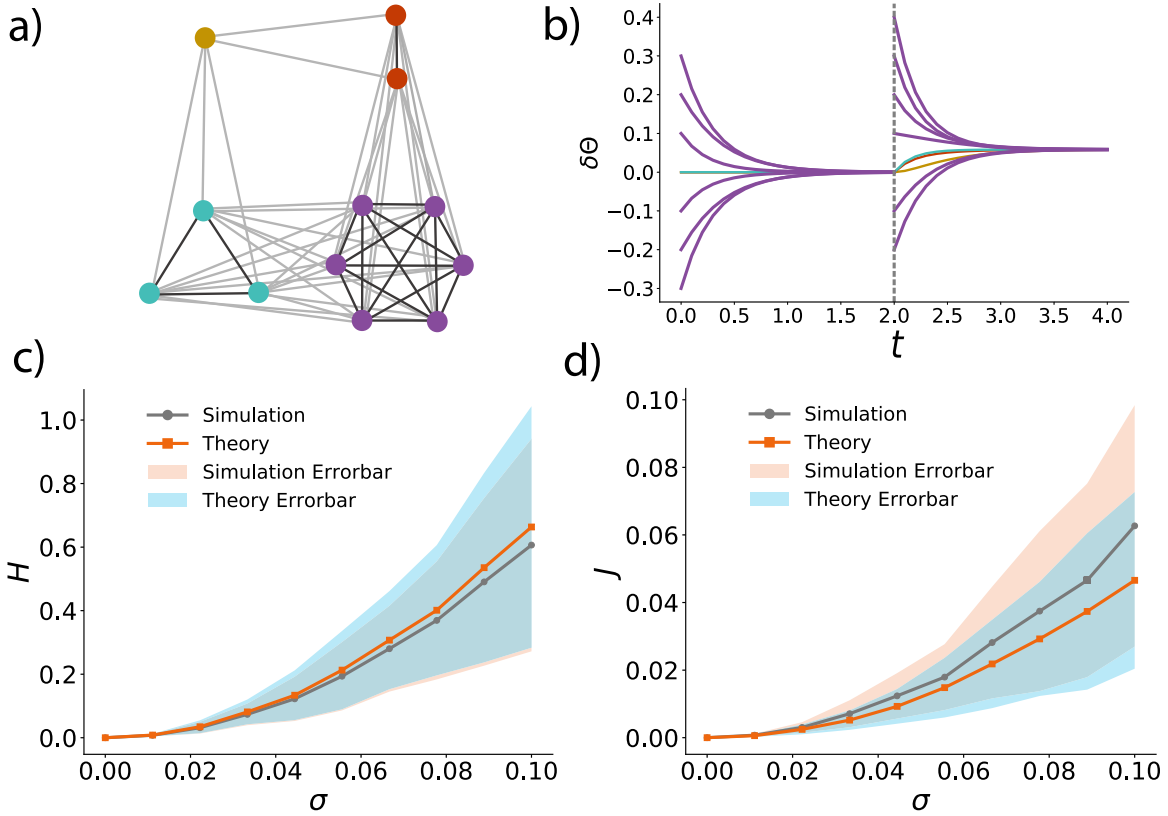 a)
b)
0.4
0.3
0.2
0.1
0.0
−0.1
−0.2
−0.3
δΘ
0.0 0.5 1.0 1.5 2.0 2.5 3.0 3.5 4.0
t
c)
1.0
0.8
0.6
0.4
0.2
0.0
H
Simulation
Theory
Simulation Errorbar
Theory Errorbar
0.00 0.02 0.04 0.06 0.08 0.10
σ
d)
0.10
0.08
0.06
0.04
0.02
0.00
J
Simulation
Theory
Simulation Errorbar
Theory Errorbar
0.00 0.02 0.04 0.06 0.08 0.10
σ